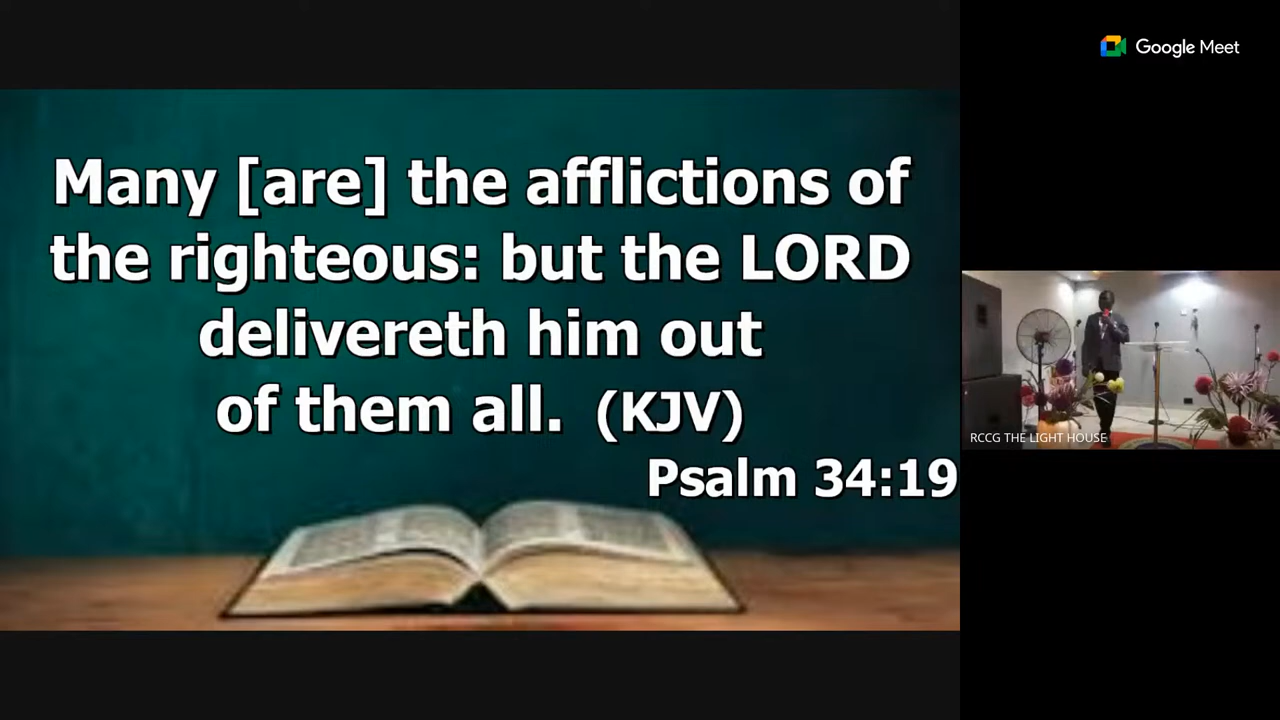 Many [are] the afflictions of
the righteous: but the LORD
delivereth him out
of them all. (KJV)
Psalm 34:19
Google Meet
RCCG THE LIGHT HOUSE